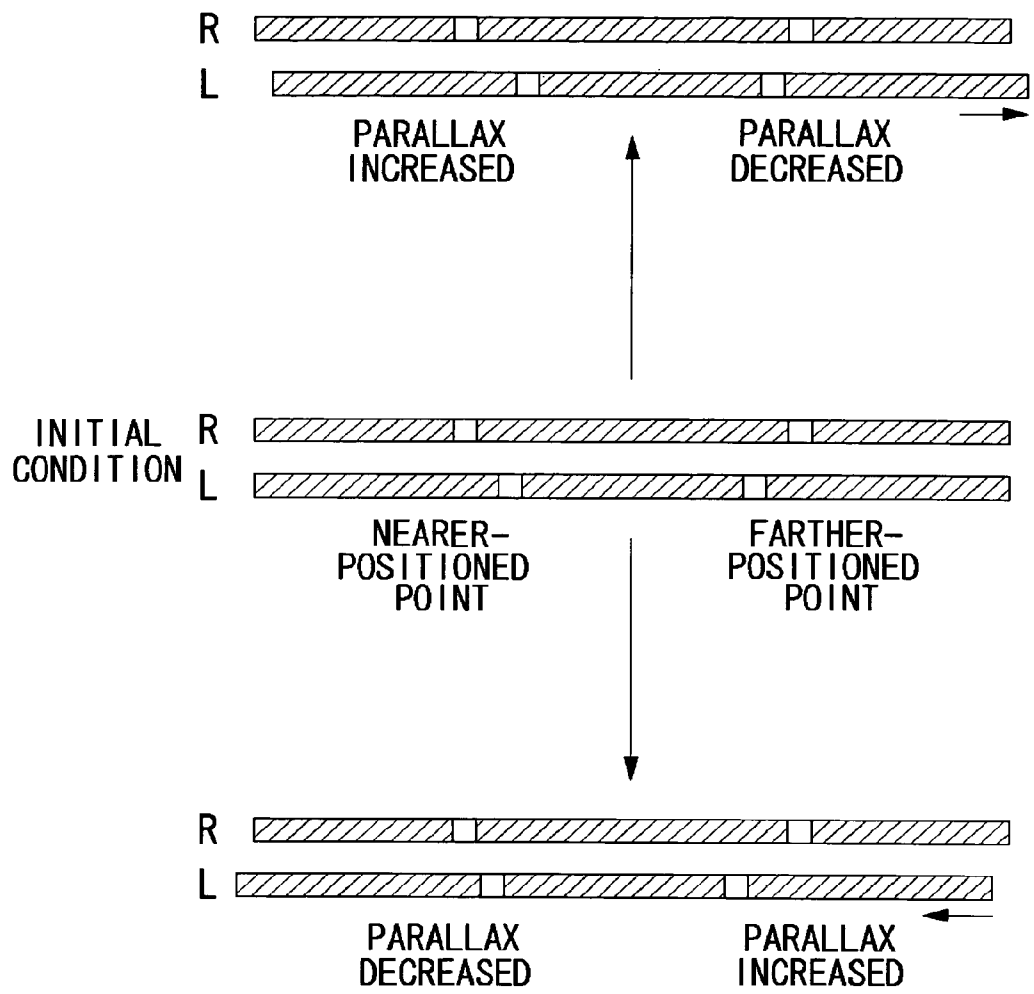 R
L
PARALLAX
INCREASED
PARALLAX
DECREASED
INITIAL
CONDITION
R
L
NEARER-
POSITIONED
POINT
FARTHER-
POSITIONED
POINT
R
L
PARALLAX
DECREASED
PARALLAX
INCREASED